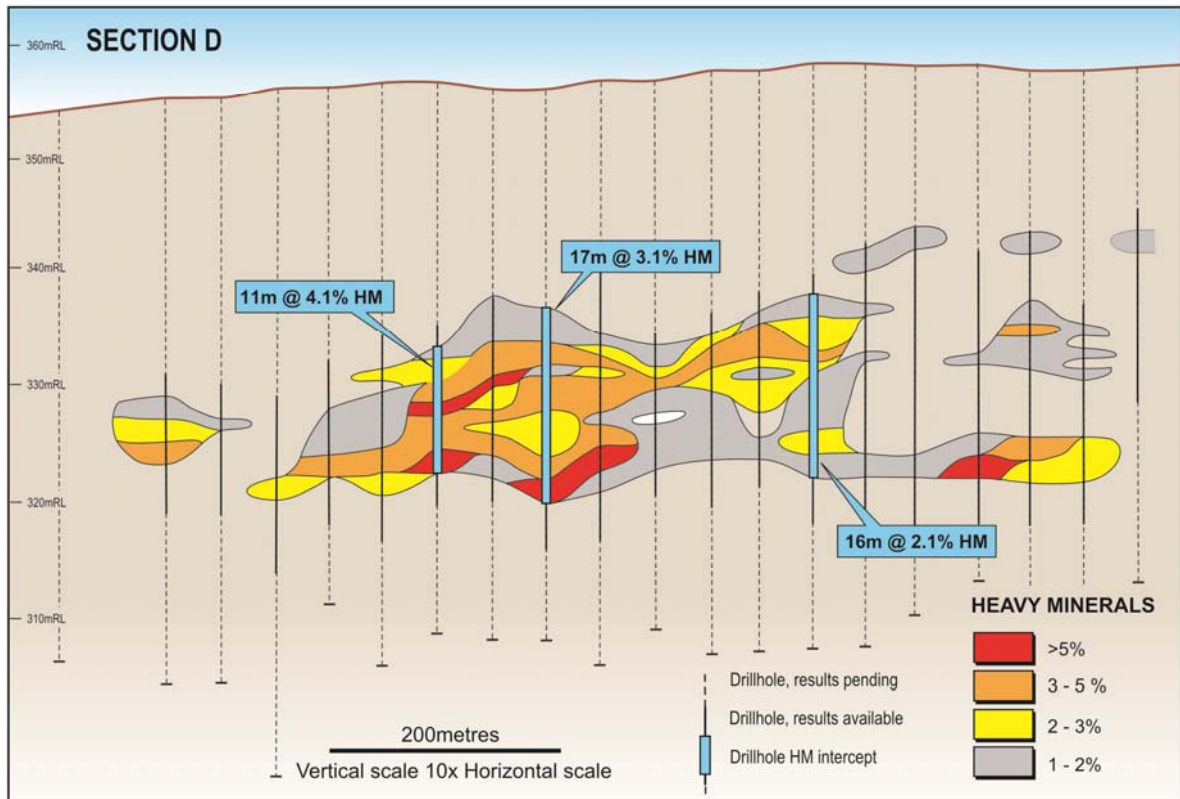 SECTION D
360mRL
350mRL
340mRL
330mRL
320mRL
310mRL
17m @ 3.1% HM
11m @ 4.1% HM
16m @ 2.1% HM
HEAVY MINERALS
>5%
3 - 5 %
2 - 3%
1 - 2%
Drillhole, results pending
Drillhole, results available
Drillhole HM intercept
200metres
Vertical scale 10x Horizontal scale